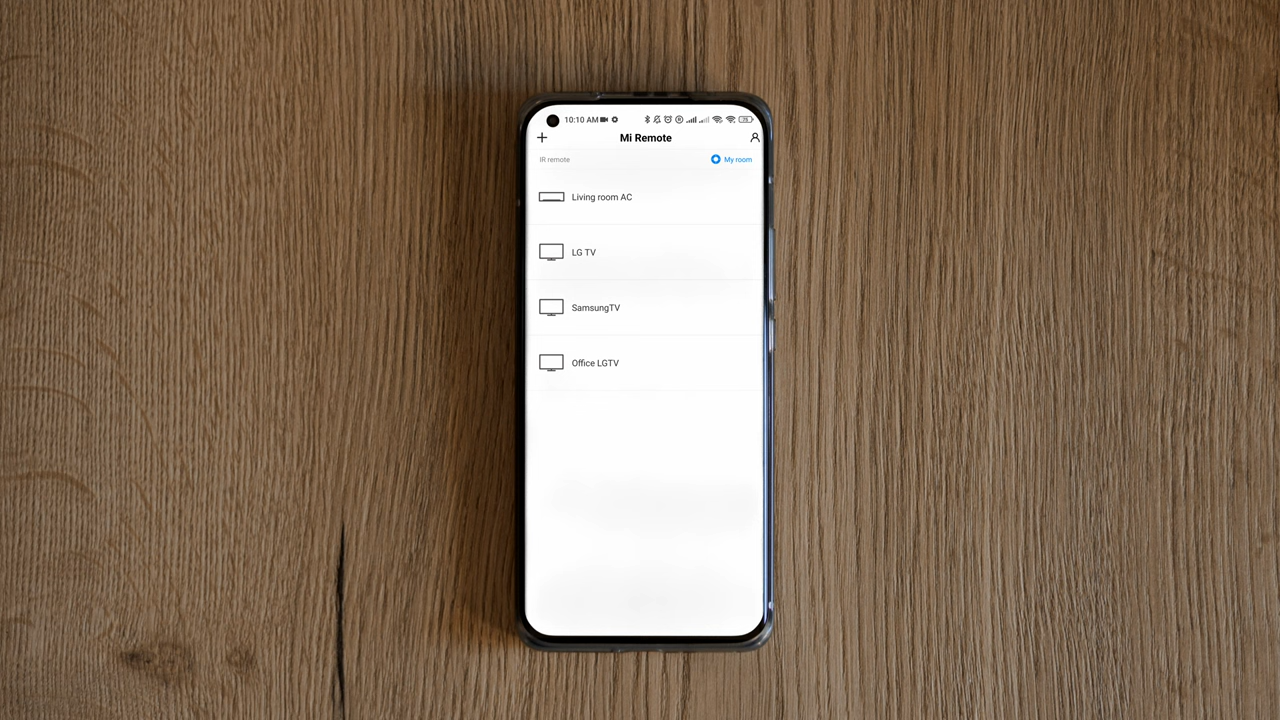 10:10 AM
Mi Remote
IR remote My room
Living room AC
LG TV
SamsungTV
Office LGTV